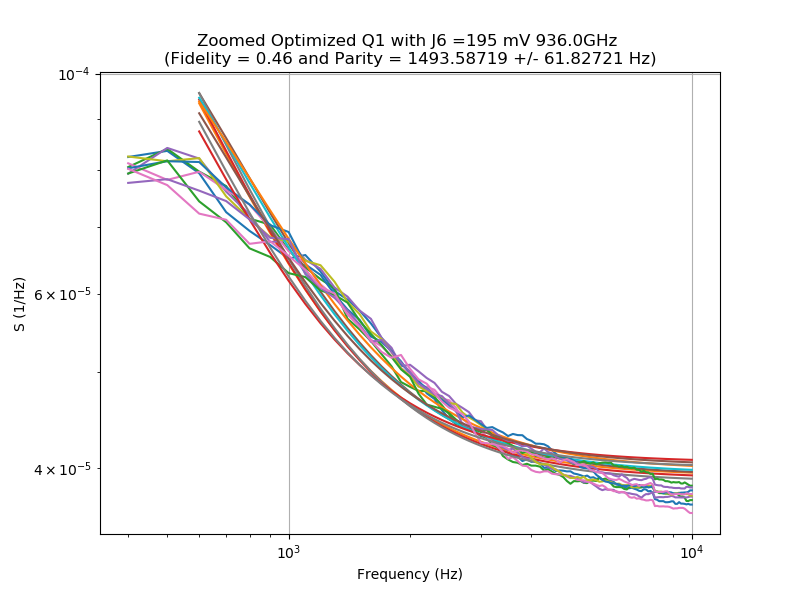 Zoomed Optimized Q1 with J6 =195 mV 936.0GHz
(Fidelity = 0.46 and Parity = 1493.58719 +/- 61.82721 Hz)
10⁻⁴
6 × 10⁻⁵
4 × 10⁻⁵
S (1/Hz)
10³
10⁴
Frequency (Hz)